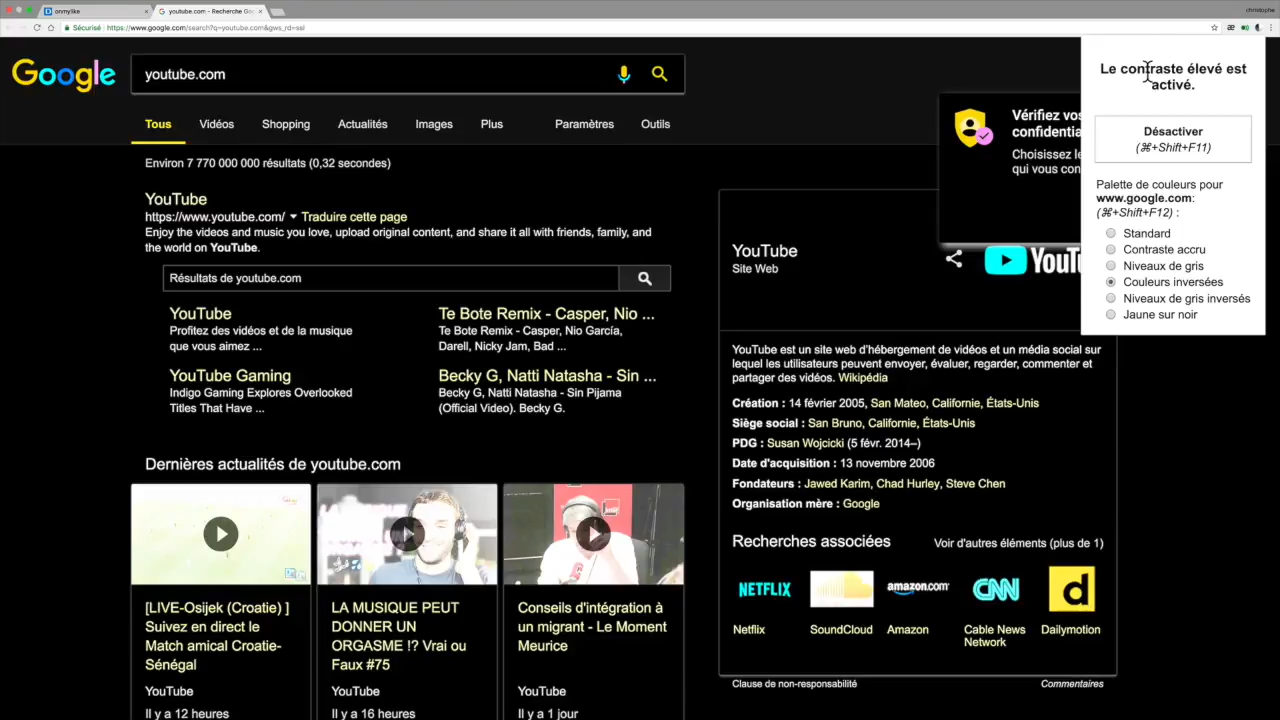 onmylike
youtube.com - Recherche Go
christophe
Sécurisé
https://www.google.com/search?q=youtube.com&gws_rd=ssl
Google
youtube.com
Tous
Vidéos
Shopping
Actualités
Images
Plus
Paramètres
Outils
Environ 7 770 000 000 résultats (0,32 secondes)
YouTube
https://www.youtube.com/ Traduire cette page
Enjoy the videos and music you love, upload original content, and share it all with friends, family, and
the world on YouTube.
Résultats de youtube.com
YouTube
Profitez des vidéos et de la musique
que vous aimez ...
Te Bote Remix - Casper, Nio ...
Te Bote Remix - Casper, Nio García,
Darell, Nicky Jam, Bad ...
YouTube Gaming
Indigo Gaming Explores Overlooked
Titles That Have ...
Becky G, Natti Natasha - Sin ...
Becky G, Natti Natasha - Sin Pijama
(Official Video). Becky G.
Dernières actualités de youtube.com
[LIVE-Osijek (Croatie) ]
Suivez en direct le
Match amical Croatie-
Sénégal
YouTube
Il y a 12 heures
LA MUSIQUE PEUT
DONNER UN
ORGASME !? Vrai ou
Faux #75
YouTube
Il y a 16 heures
Conseils d'intégration à
un migrant - Le Moment
Meurice
YouTube
Il y a 1 jour
Vérifiez vos
confidentia
Choisissez le
qui vous con
YouTube
Site Web
YouTu
YouTube est un site web d'hébergement de vidéos et un média social sur
lequel les utilisateurs peuvent envoyer, évaluer, regarder, commenter et
partager des vidéos. Wikipédia
Création : 14 février 2005, San Mateo, Californie, États-Unis
Siège social : San Bruno, Californie, États-Unis
PDG : Susan Wojcicki (5 févr. 2014–)
Date d'acquisition : 13 novembre 2006
Fondateurs : Jawed Karim, Chad Hurley, Steve Chen
Organisation mère : Google
Recherches associées
Voir d'autres éléments (plus de 1)
NETFLIX
amazon.com
CNN
d
Netflix
SoundCloud
Amazon
Cable News
Network
Dailymotion
Clause de non-responsabilité
Commentaires
Le contraste élevé est
activé.
Désactiver
(⌘+Shift+F11)
Palette de couleurs pour
www.google.com:
(⌘+Shift+F12) :
Standard
Contraste accru
Niveaux de gris
Couleurs inversées
Niveaux de gris inversés
Jaune sur noir